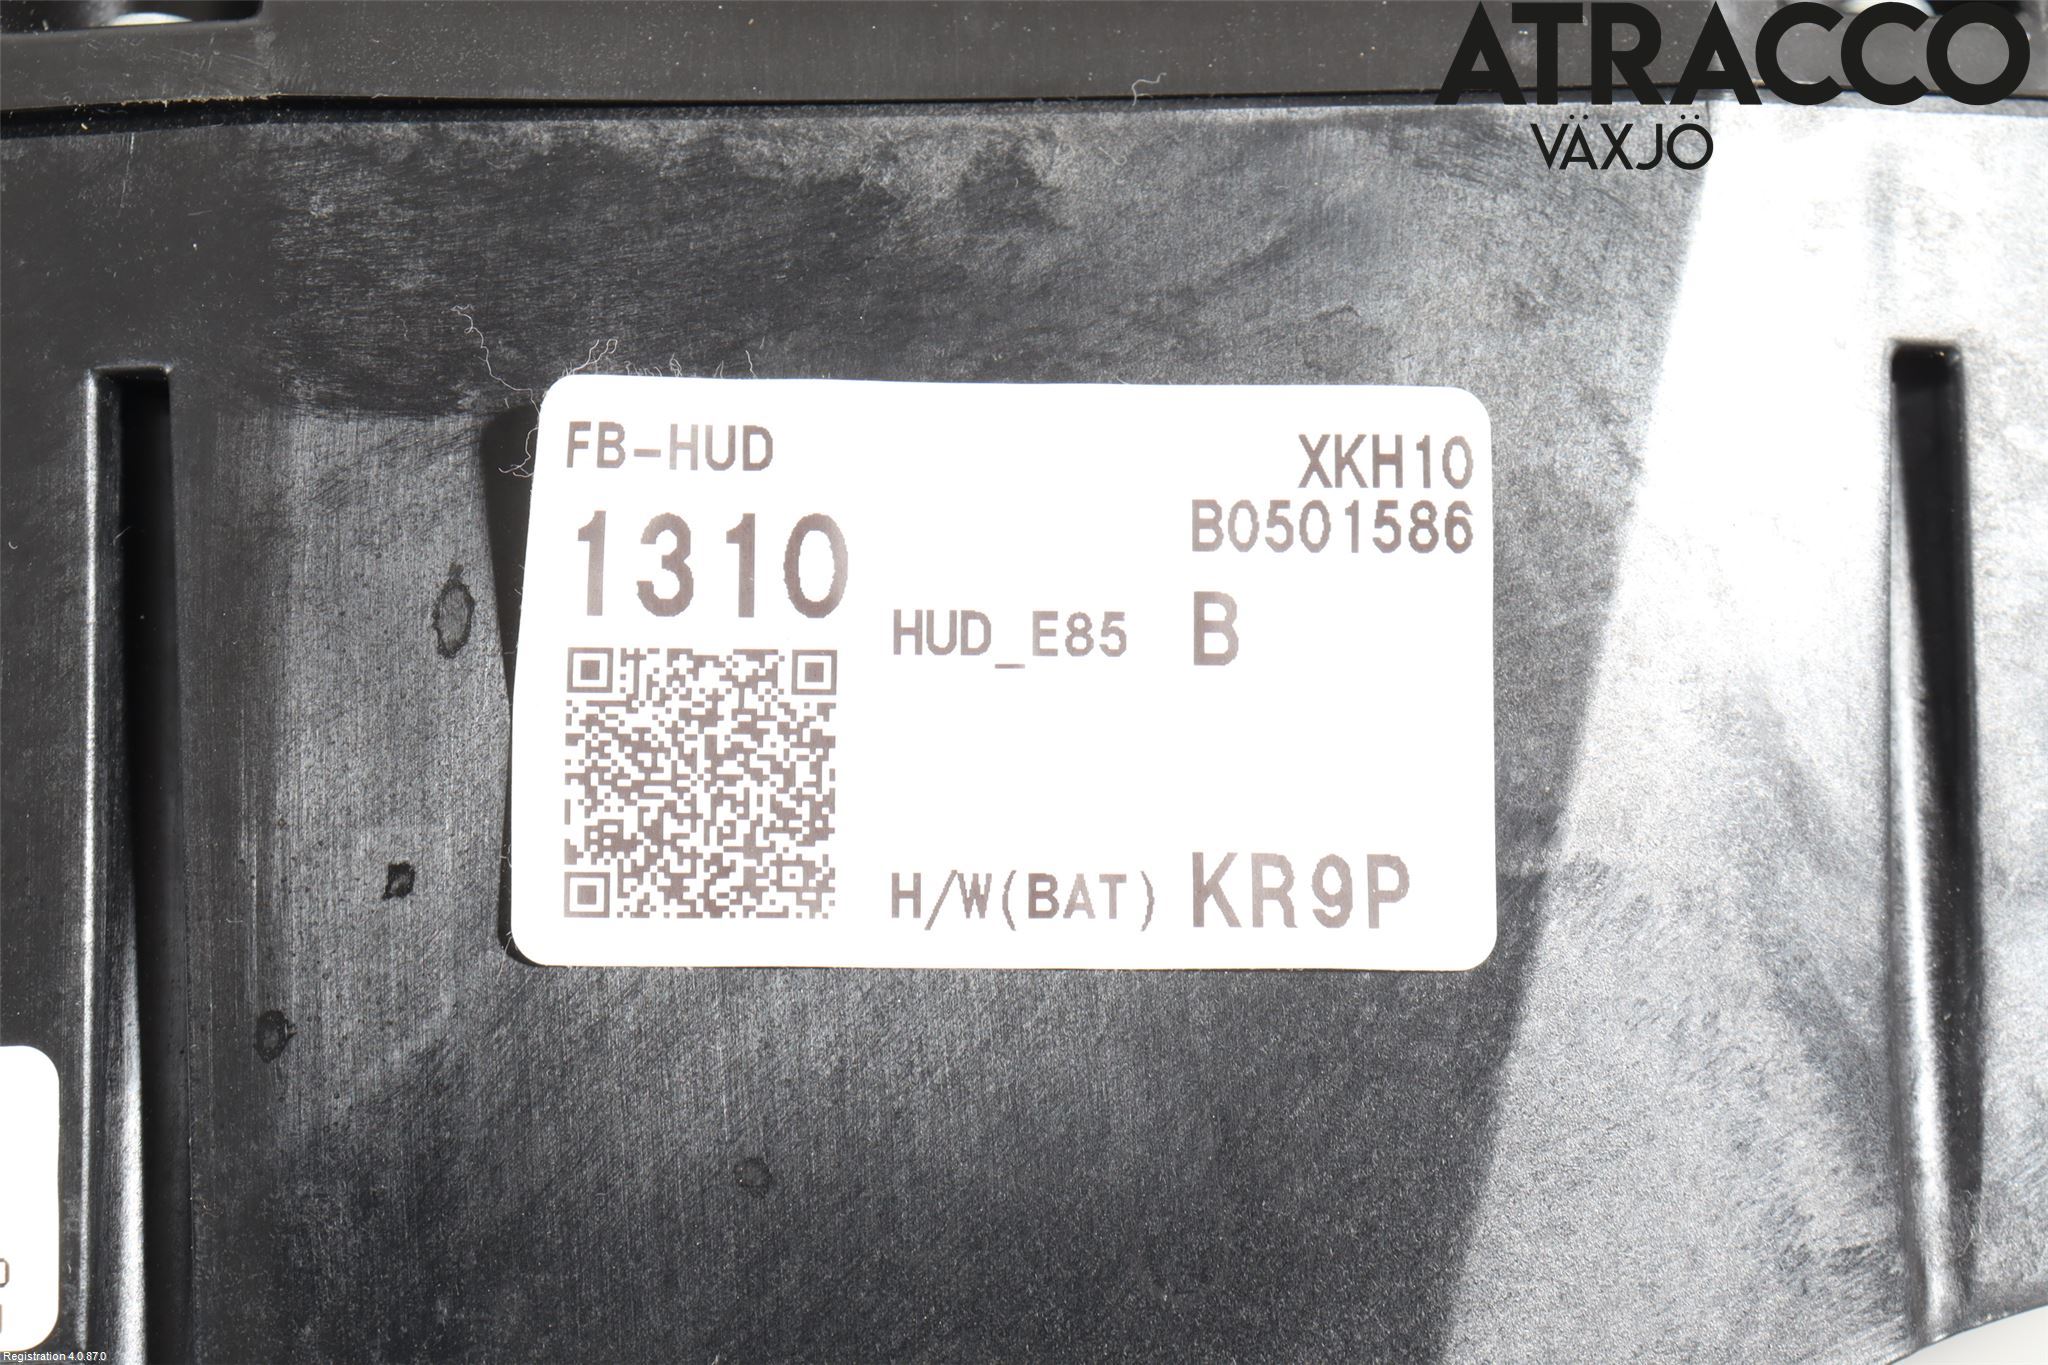 ATRACCO
VÄXJÖ
FB-HUD
XKH10
1310
B0501586
HUD_E85 B
H/W(BAT) KR9P
Registration 4.0.87.0